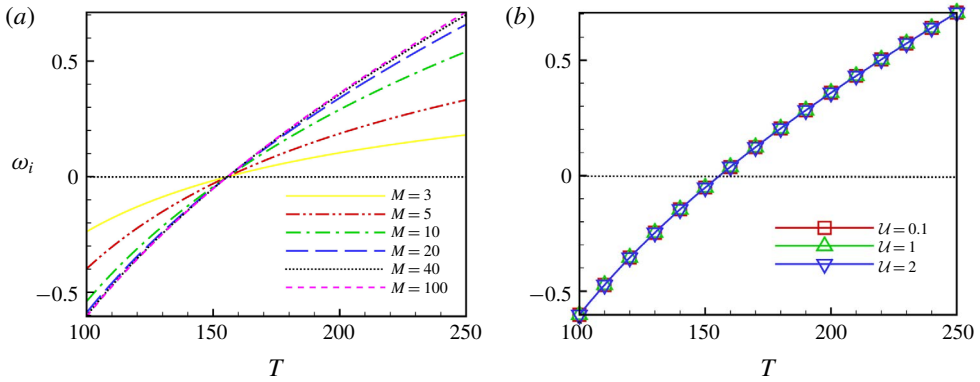 (a)
0.5
ω_i
0
−0.5
M = 3
M = 5
M = 10
M = 20
M = 40
M = 100
100 150 200 250
T
(b)
0.5
0
−0.5
𝒰 = 0.1
𝒰 = 1
𝒰 = 2
100 150 200 250
T